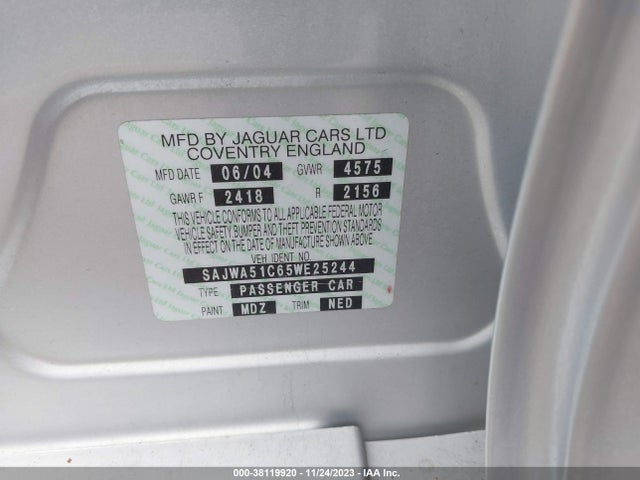 MFD BY JAGUAR CARS LTD
COVENTRY ENGLAND
MFD DATE 06/04 GVWR 4575
GAWR F 2418 R 2156
THIS VEHICLE CONFORMS TO ALL APPLICABLE FEDERAL MOTOR
VEHICLE SAFETY BUMPER AND THEFT PREVENTION STANDARDS
IN EFFECT ON THE DATE OF MANUFACTURE SHOWN ABOVE
VEH IDENT NO.
SAJWA51C65WE25244
TYPE PASSENGER CAR
PAINT MDZ TRIM NED
000-38119920 - 11/24/2023 - IAA Inc.